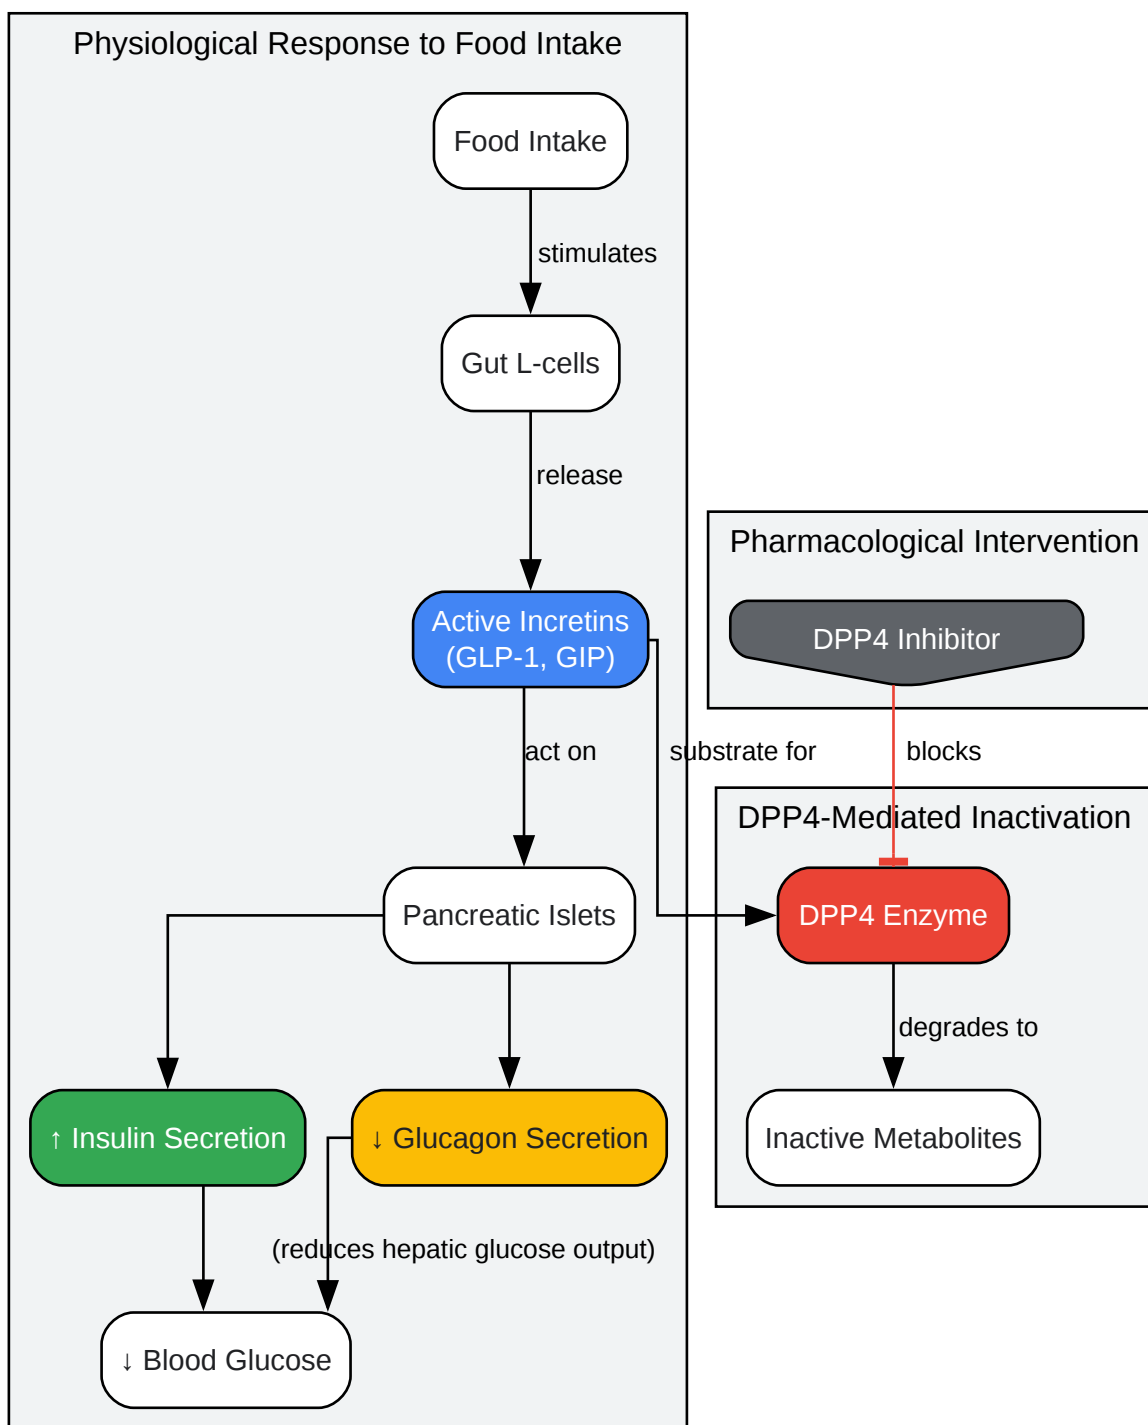 Physiological Response to Food Intake
Food Intake
stimulates
Gut L-cells
release
Active Incretins
(GLP-1, GIP)
act on
substrate for
Pancreatic Islets
↑ Insulin Secretion
↓ Glucagon Secretion
(reduces hepatic glucose output)
↓ Blood Glucose
Pharmacological Intervention
DPP4 Inhibitor
blocks
DPP4-Mediated Inactivation
DPP4 Enzyme
degrades to
Inactive Metabolites